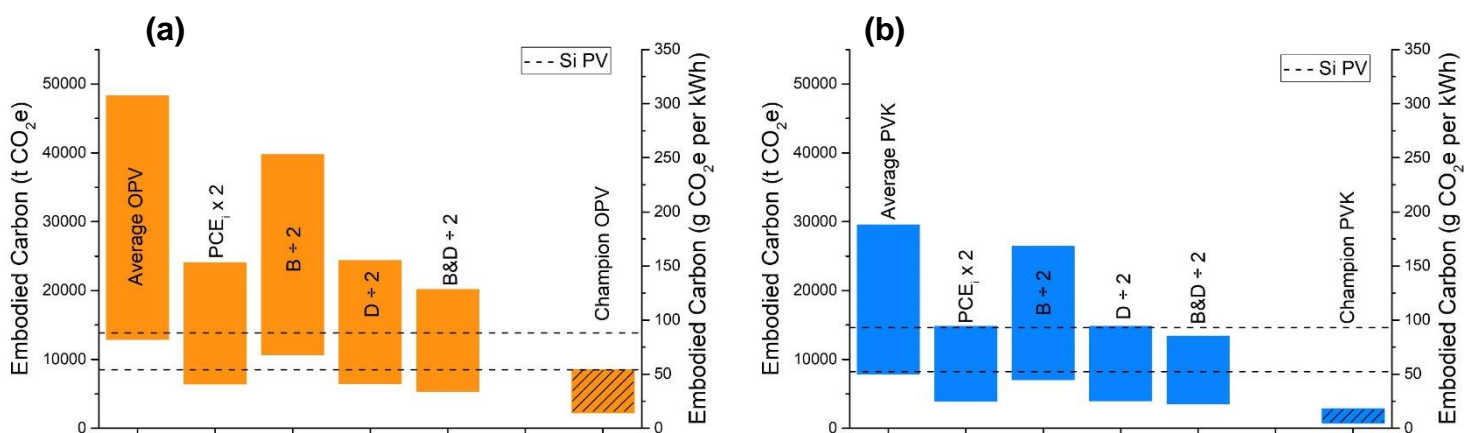 (a)
Embodied Carbon (t CO₂e)
50000
40000
30000
20000
10000
0
Si PV
Average OPV
PCEᵢ x 2
B ÷ 2
D ÷ 2
B&D ÷ 2
Champion OPV
350
300
250
200
150
100
50
0
Embodied Carbon (g CO₂e per kWh)
(b)
Embodied Carbon (t CO₂e)
50000
40000
30000
20000
10000
0
Si PV
Average PVK
PCEᵢ x 2
B ÷ 2
D ÷ 2
B&D ÷ 2
Champion PVK
350
300
250
200
150
100
50
0
Embodied Carbon (g CO₂e per kWh)